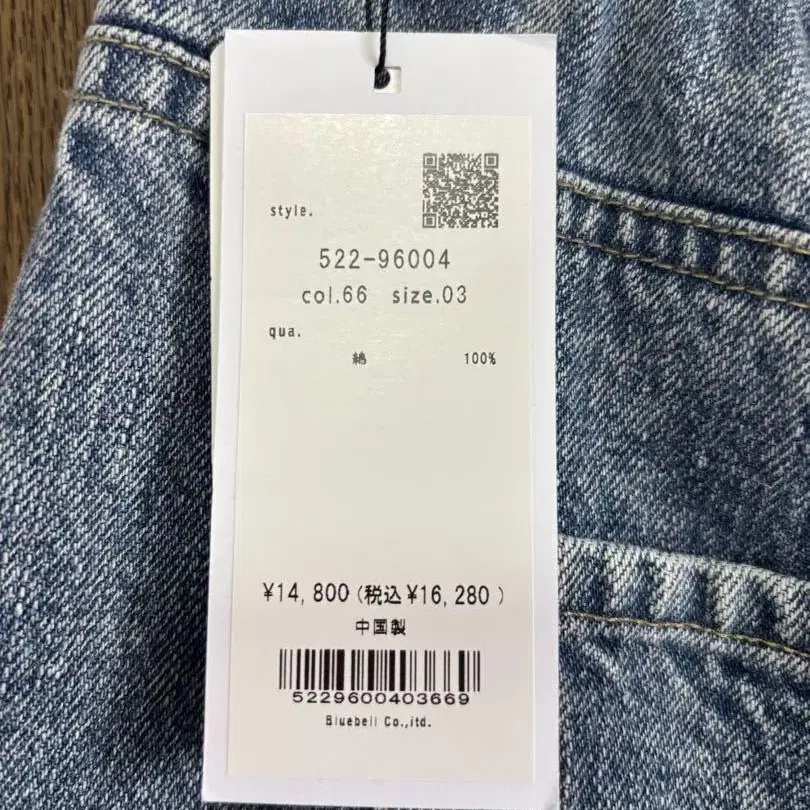 style.
522-96004
col.66 size.03
qua.
綿 100%
¥14,800(税込¥16,280)
中国製
5229600403669
Bluebell Co.,itd.